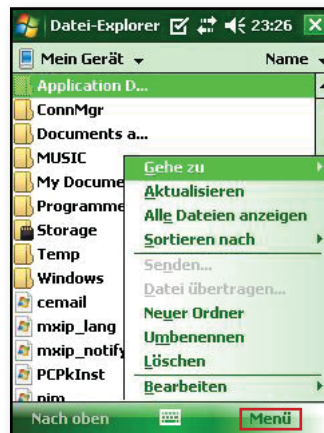 Datei-Explorer 23:26
Mein Gerät Name
Application D...
ConnMgr
Documents a...
MUSIC
My Docume
Programme
Storage
Temp
Windows
cemail
mxip_lang
mxip_notify
PCPkInst
pim
Gehe zu
Aktualisieren
Alle Dateien anzeigen
Sortieren nach
Senden...
Datei übertragen...
Neuer Ordner
Umbenennen
Löschen
Bearbeiten
Nach oben Menü